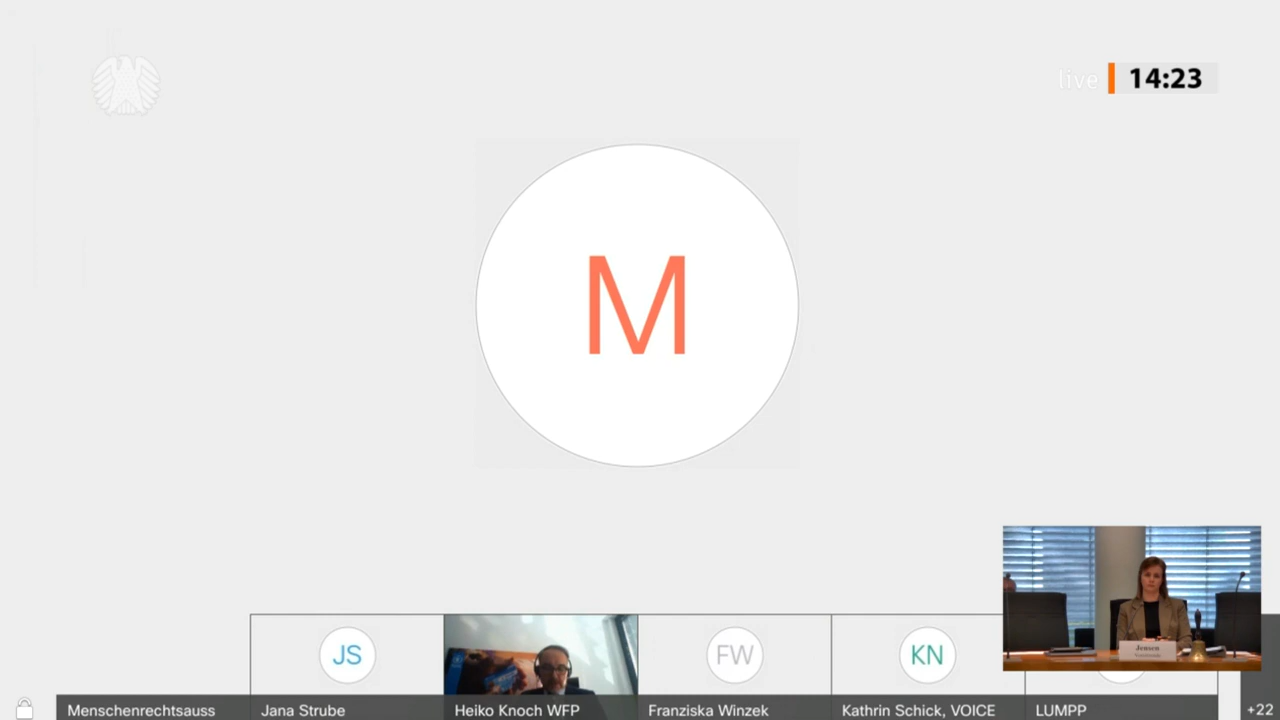 live 14:23
M
JS
FW
KN
Jensen
Menschenrechtsauss
Jana Strube
Heiko Knoch WFP
Franziska Winzek
Kathrin Schick, VOICE
LUMPP
+22